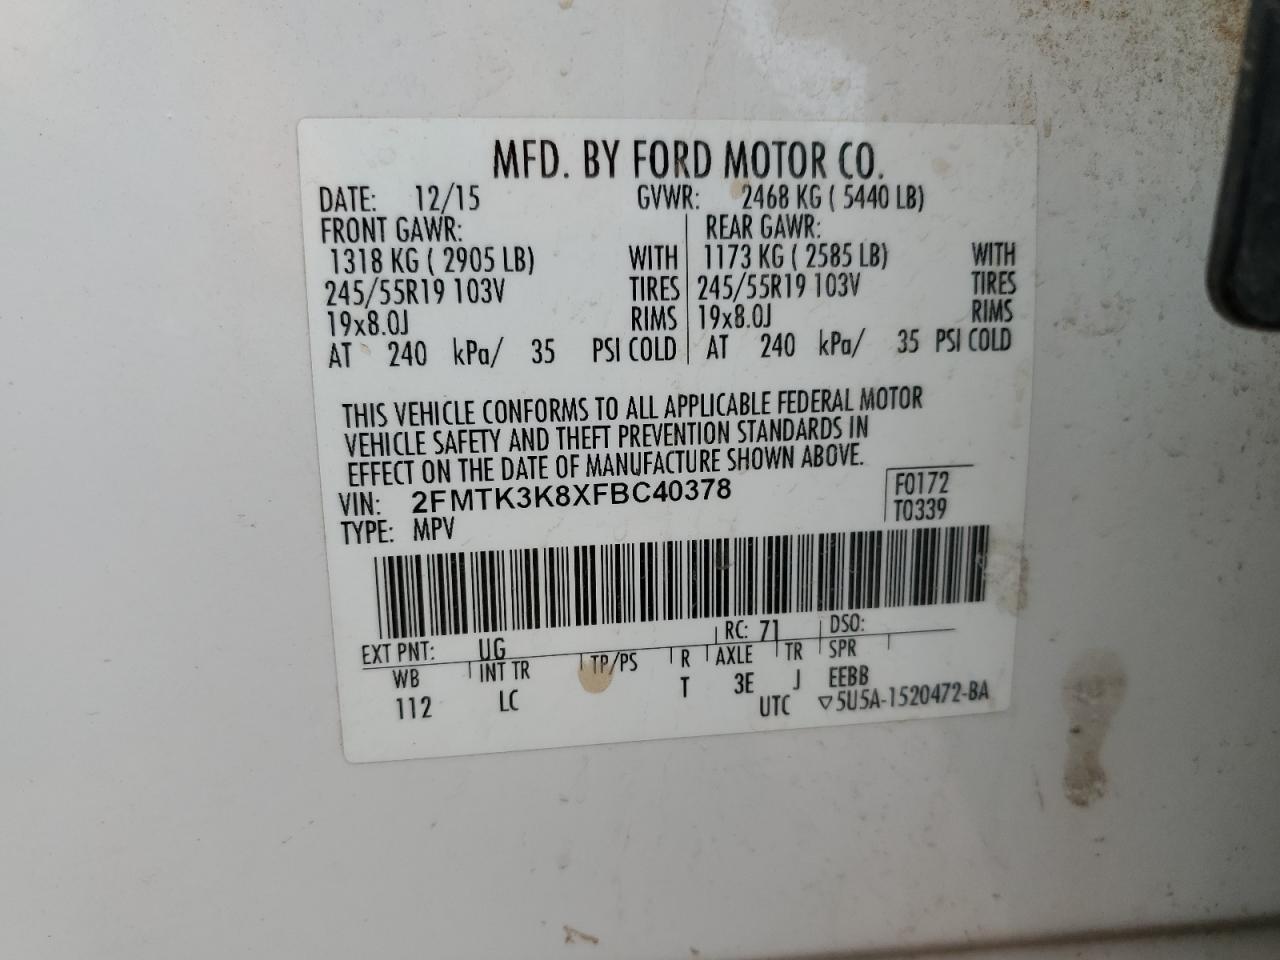 MFD. BY FORD MOTOR CO.
DATE: 12/15 GVWR: 2468 KG ( 5440 LB)
FRONT GAWR: REAR GAWR:
1318 KG ( 2905 LB) WITH 1173 KG ( 2585 LB) WITH
245/55R19 103V TIRES 245/55R19 103V TIRES
19x8.0J RIMS 19x8.0J RIMS
AT 240 kPa/ 35 PSI COLD AT 240 kPa/ 35 PSI COLD
THIS VEHICLE CONFORMS TO ALL APPLICABLE FEDERAL MOTOR
VEHICLE SAFETY AND THEFT PREVENTION STANDARDS IN
EFFECT ON THE DATE OF MANUFACTURE SHOWN ABOVE.
VIN: 2FMTK3K8XFBC40378 F0172
TYPE: MPV T0339
EXT PNT: UG RC: 71 DSO:
WB INT TR TP/PS R AXLE TR SPR
112 LC T 3E J EEBB
UTC ▽5U5A-1520472-BA